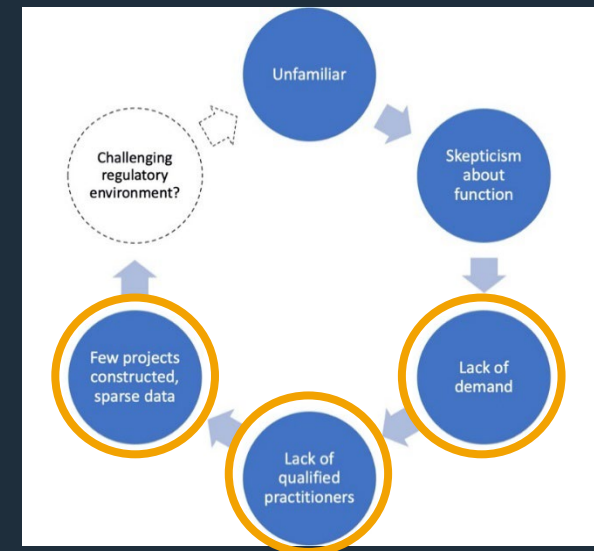 Unfamiliar
Skepticism
about
function
Lack of
demand
Lack of
qualified
practitioners
Few projects
constructed,
sparse data
Challenging
regulatory
environment?